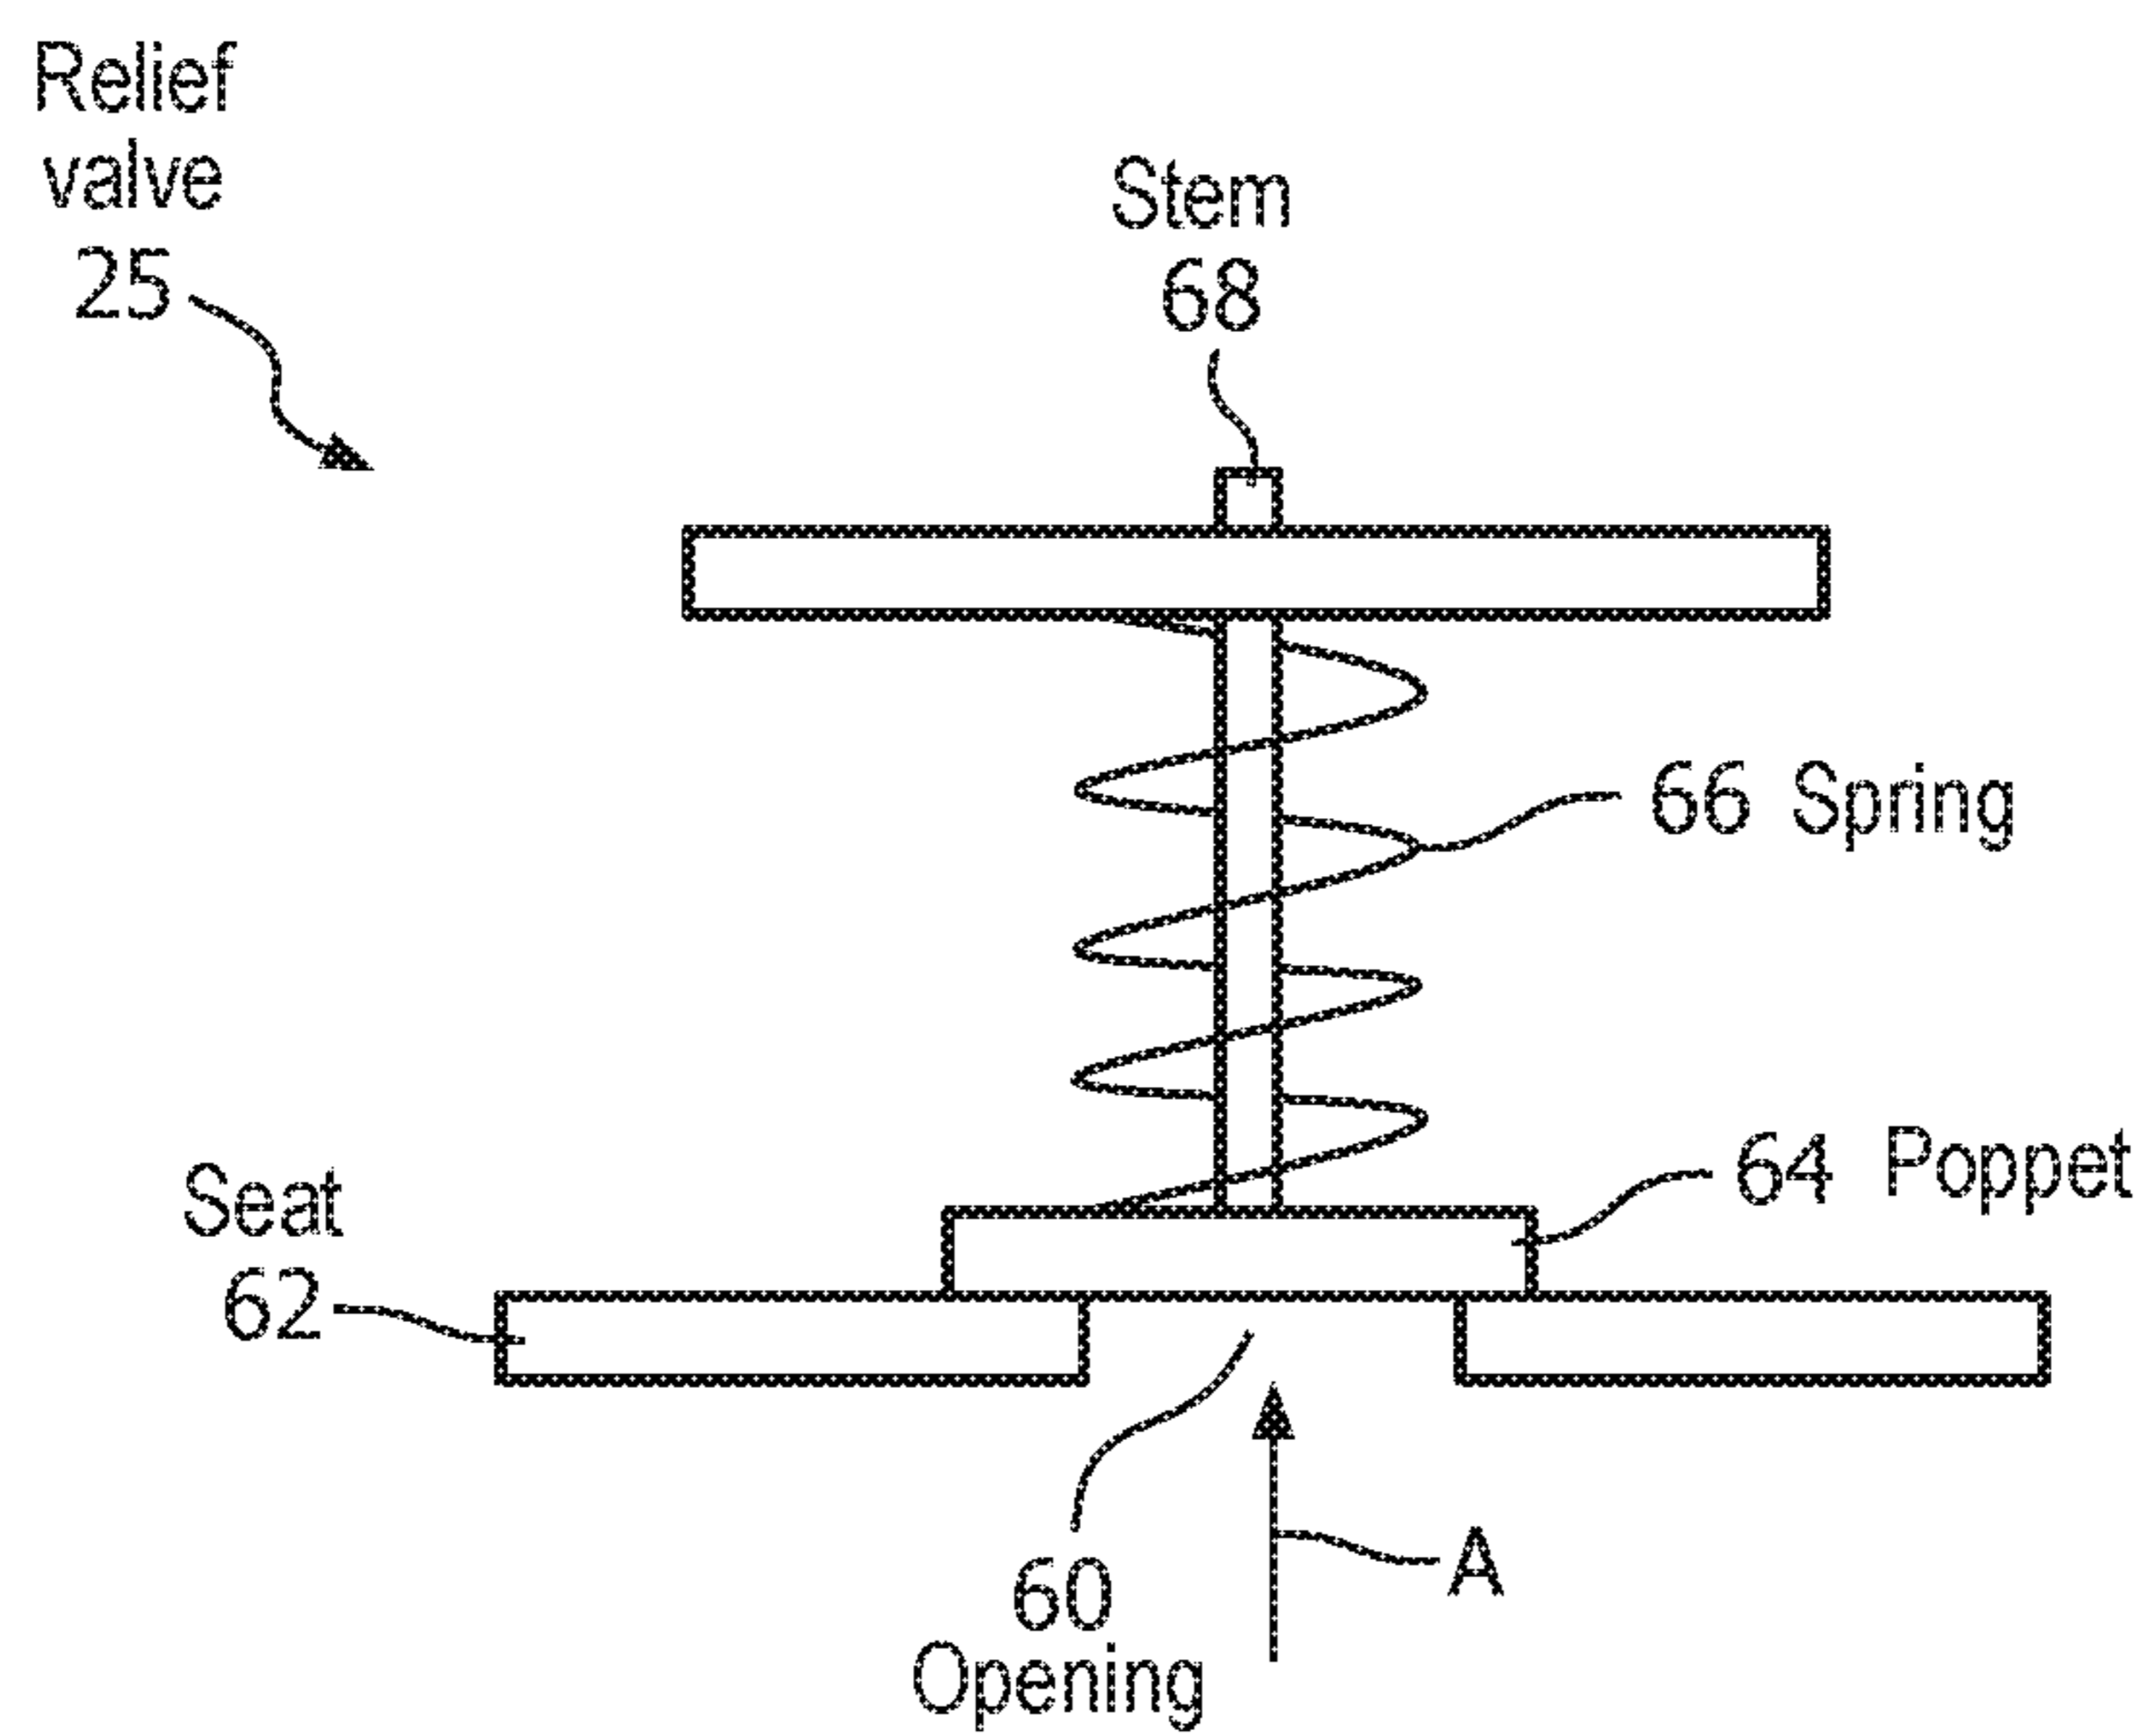 Relief
valve
25
Stem
68
66 Spring
64 Poppet
Seat
62
60
Opening
A